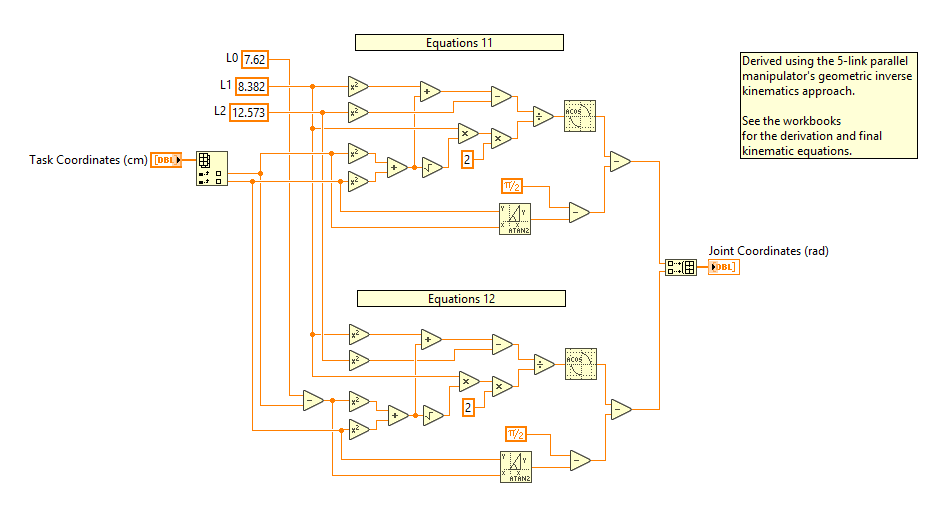 Equations 11
L0 7.62
L1 8.382
L2 12.573
Derived using the 5-link parallel
manipulator's geometric inverse
kinematics approach.
See the workbooks
for the derivation and final
kinematic equations.
x²
x²
+
-
÷
ACOS
x
x
2
Task Coordinates (cm) [DBL]
x²
x²
+
√
-
π/2
-
Y
X
Y
X
ATAN2
Joint Coordinates (rad)
DBL]
Equations 12
x²
x²
+
-
÷
ACOS
x
x
2
-
x²
x²
+
√
-
π/2
-
Y
X
Y
X
ATAN2